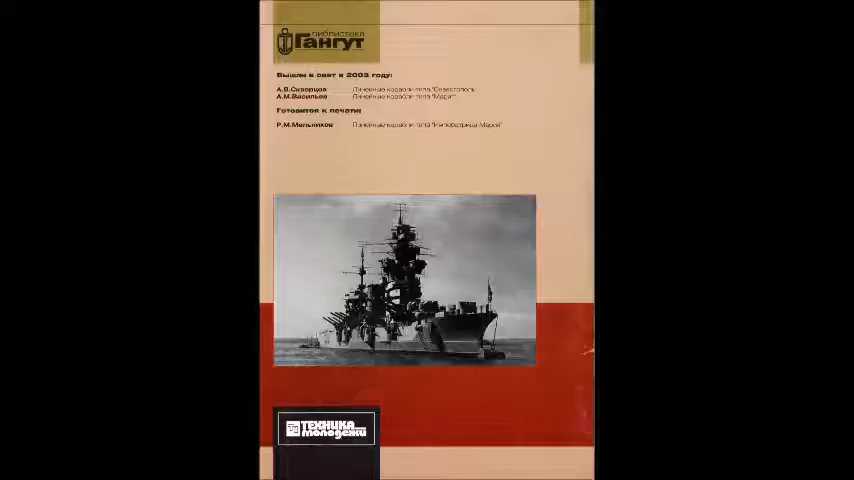 Библиотека
Гангут
Вышли в свет в 2003 году:
А.В.Скворцов Линейные корабли типа "Севастополь"
А.М.Васильев Линейные корабли типа "Марат"
Готовится к печати:
Р.М.Мельников Линейные корабли типа "Императрица Мария"
ТМ
ТЕХНИКА
МОЛОДЕЖИ